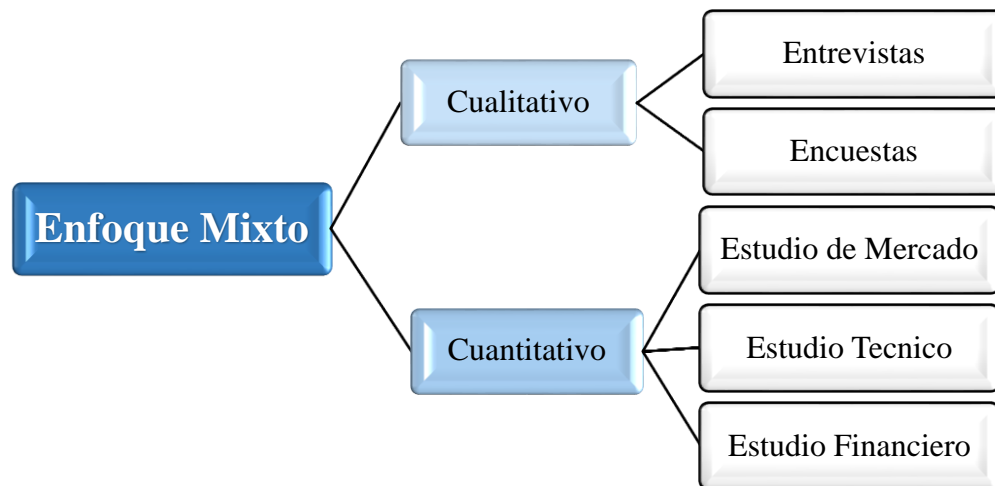 Enfoque Mixto
Cualitativo
Entrevistas
Encuestas
Cuantitativo
Estudio de Mercado
Estudio Tecnico
Estudio Financiero